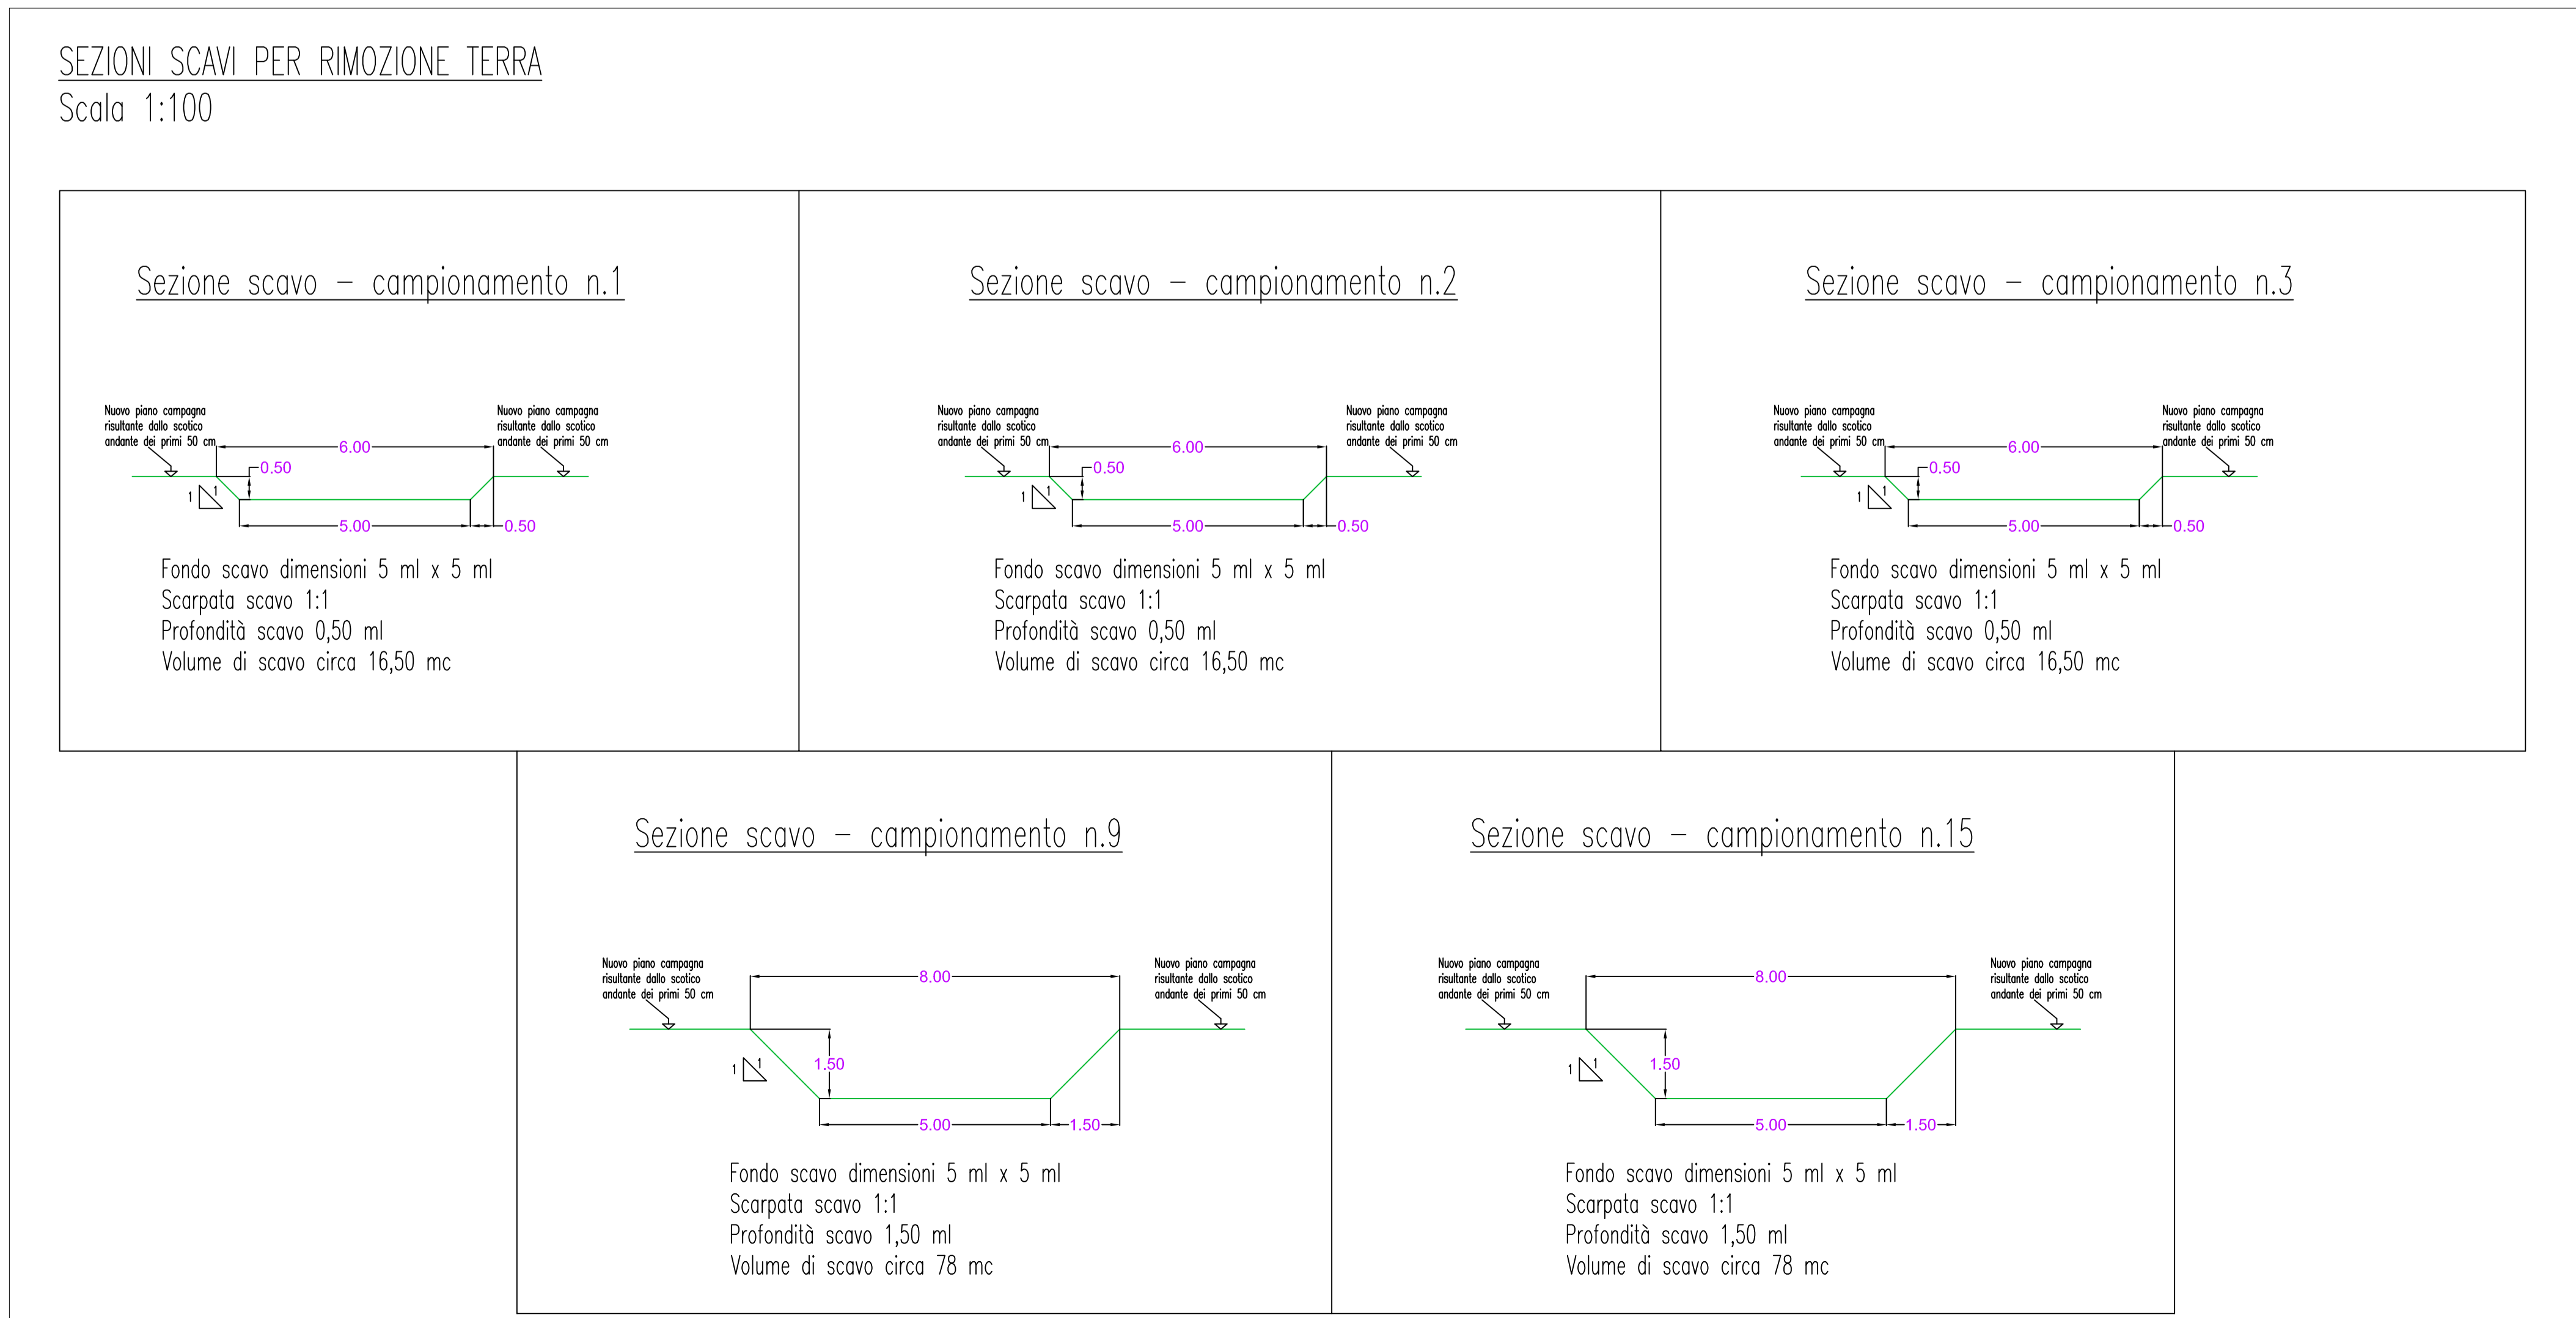 SEZIONI SCAVI PER RIMOZIONE TERRA
Scala 1:100
Sezione scavo - campionamento n.1
Nuovo piano campagna
risultante dallo scotico
andante dei primi 50 cm
Nuovo piano campagna
risultante dallo scotico
andante dei primi 50 cm
6.00
0.50
1
1
5.00
0.50
Fondo scavo dimensioni 5 ml x 5 ml
Scarpata scavo 1:1
Profondità scavo 0,50 ml
Volume di scavo circa 16,50 mc
Sezione scavo - campionamento n.2
Nuovo piano campagna
risultante dallo scotico
andante dei primi 50 cm
Nuovo piano campagna
risultante dallo scotico
andante dei primi 50 cm
6.00
0.50
1
1
5.00
0.50
Fondo scavo dimensioni 5 ml x 5 ml
Scarpata scavo 1:1
Profondità scavo 0,50 ml
Volume di scavo circa 16,50 mc
Sezione scavo - campionamento n.3
Nuovo piano campagna
risultante dallo scotico
andante dei primi 50 cm
Nuovo piano campagna
risultante dallo scotico
andante dei primi 50 cm
6.00
0.50
1
1
5.00
0.50
Fondo scavo dimensioni 5 ml x 5 ml
Scarpata scavo 1:1
Profondità scavo 0,50 ml
Volume di scavo circa 16,50 mc
Sezione scavo - campionamento n.9
Nuovo piano campagna
risultante dallo scotico
andante dei primi 50 cm
Nuovo piano campagna
risultante dallo scotico
andante dei primi 50 cm
8.00
1.50
1
1
5.00
1.50
Fondo scavo dimensioni 5 ml x 5 ml
Scarpata scavo 1:1
Profondità scavo 1,50 ml
Volume di scavo circa 78 mc
Sezione scavo - campionamento n.15
Nuovo piano campagna
risultante dallo scotico
andante dei primi 50 cm
Nuovo piano campagna
risultante dallo scotico
andante dei primi 50 cm
8.00
1.50
1
1
5.00
1.50
Fondo scavo dimensioni 5 ml x 5 ml
Scarpata scavo 1:1
Profondità scavo 1,50 ml
Volume di scavo circa 78 mc